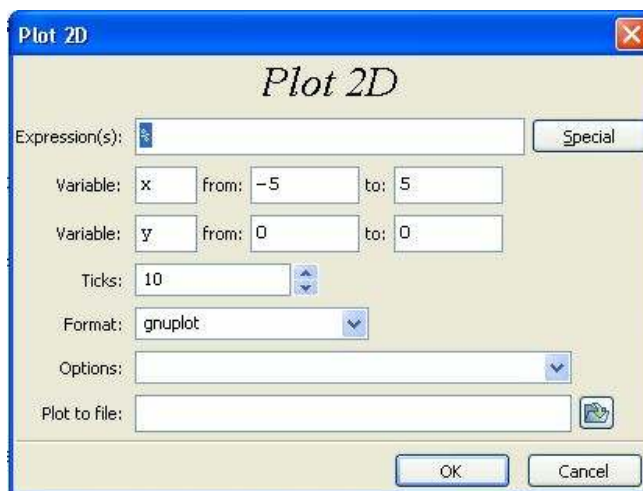 Plot 2D
Plot 2D
Expression(s): % Special
Variable: x from: -5 to: 5
Variable: y from: 0 to: 0
Ticks: 10
Format: gnuplot
Options:
Plot to file:
OK Cancel